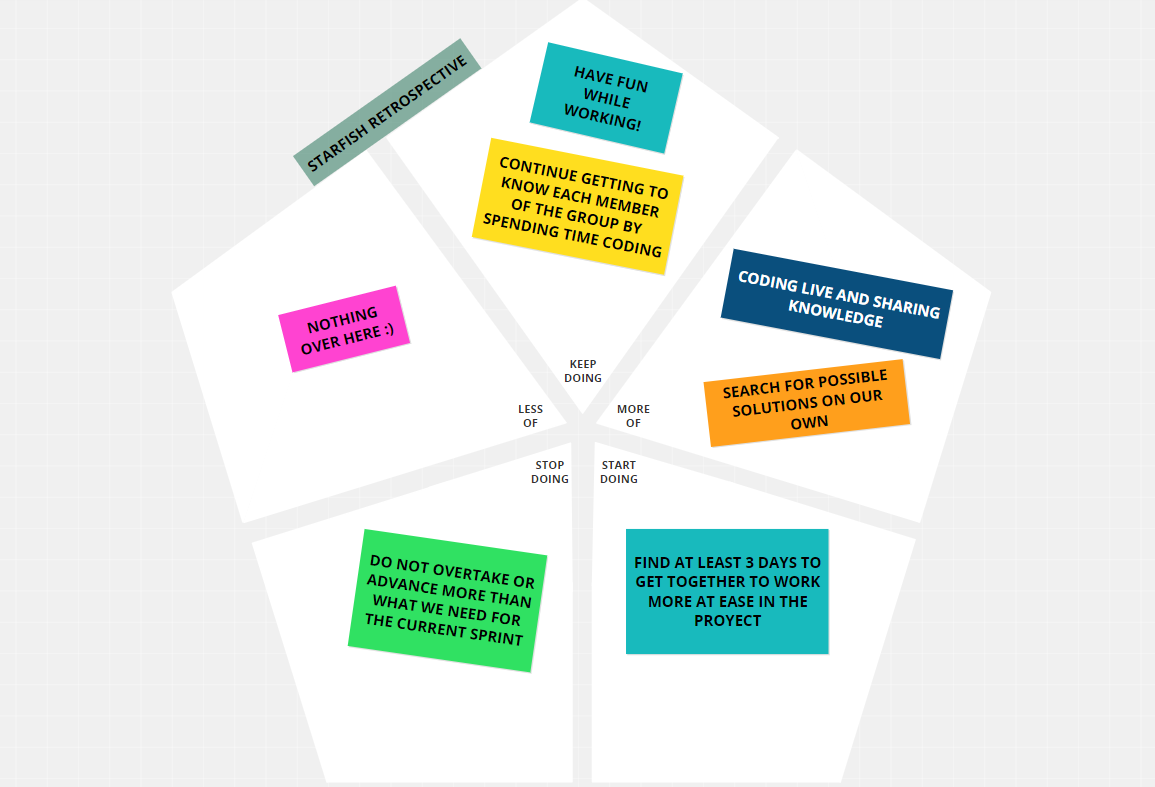 STARFISH RETROSPECTIVE
HAVE FUN
WHILE
WORKING!
CONTINUE GETTING TO
KNOW EACH MEMBER
OF THE GROUP BY
SPENDING TIME CODING
KEEP
DOING
NOTHING
OVER HERE :)
LESS
OF
CODING LIVE AND SHARING
KNOWLEDGE
SEARCH FOR POSSIBLE
SOLUTIONS ON OUR
OWN
MORE
OF
STOP
DOING
DO NOT OVERTAKE OR
ADVANCE MORE THAN
WHAT WE NEED FOR
THE CURRENT SPRINT
START
DOING
FIND AT LEAST 3 DAYS TO
GET TOGETHER TO WORK
MORE AT EASE IN THE
PROYECT